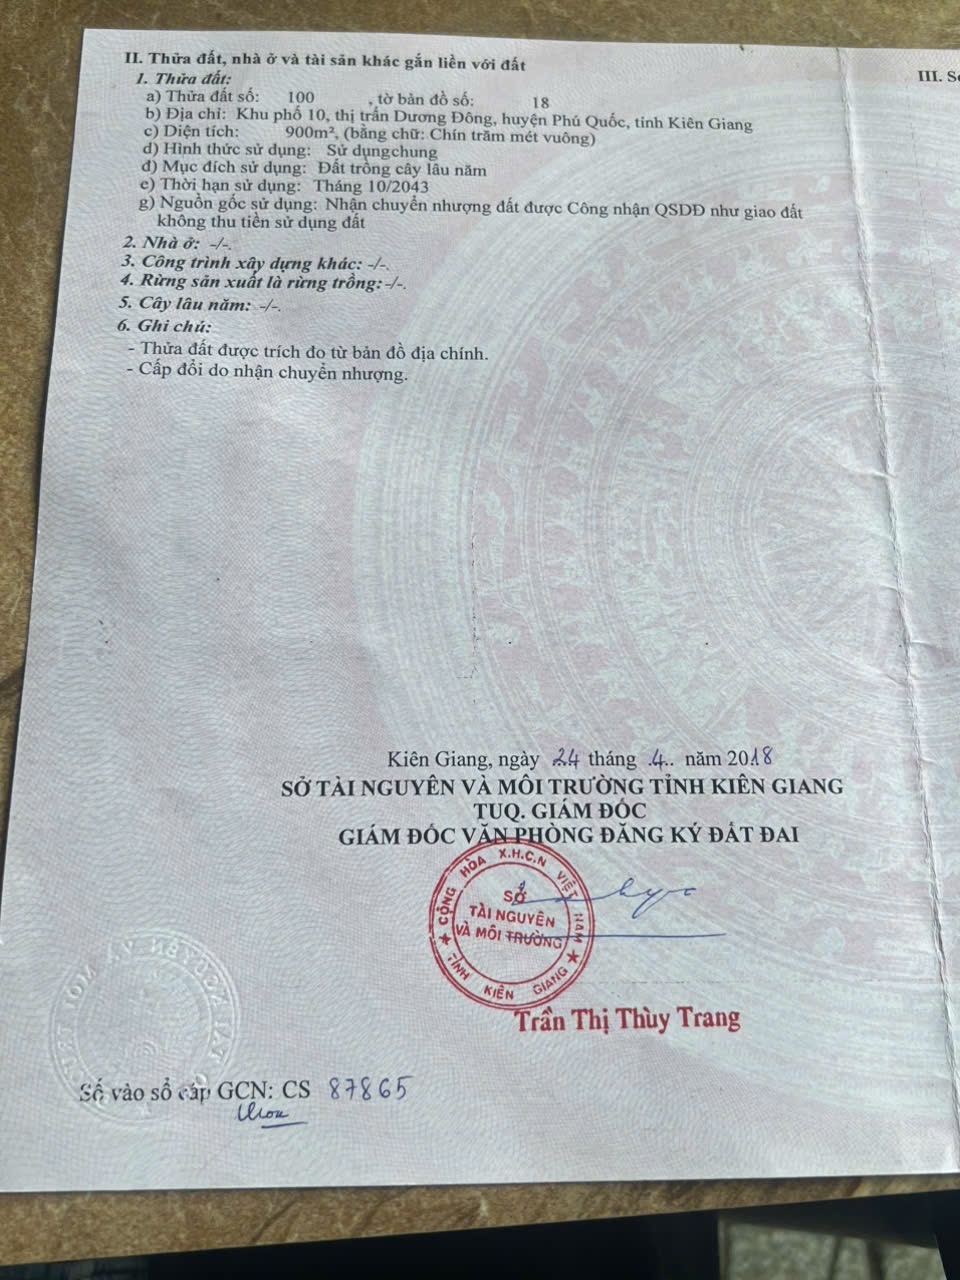 II. Thửa đất, nhà ở và tài sản khác gắn liền với đất
1. Thửa đất:
a) Thửa đất số: 100 , tờ bản đồ số: 18
b) Địa chỉ: Khu phố 10, thị trấn Dương Đông, huyện Phú Quốc, tỉnh Kiên Giang
c) Diện tích: 900m², (bằng chữ: Chín trăm mét vuông)
d) Hình thức sử dụng: Sử dụngchung
đ) Mục đích sử dụng: Đất trồng cây lâu năm
e) Thời hạn sử dụng: Tháng 10/2043
g) Nguồn gốc sử dụng: Nhận chuyển nhượng đất được Công nhận QSDĐ như giao đất
không thu tiền sử dụng đất
2. Nhà ở: -/-.
3. Công trình xây dựng khác: -/-.
4. Rừng sản xuất là rừng trồng: -/-.
5. Cây lâu năm: -/-.
6. Ghi chú:
- Thửa đất được trích đo từ bản đồ địa chính.
- Cấp đổi do nhận chuyển nhượng.
III. S
Kiên Giang, ngày 24 tháng .4.. năm 2018
SỞ TÀI NGUYÊN VÀ MÔI TRƯỜNG TỈNH KIÊN GIANG
TUQ. GIÁM ĐỐC
GIÁM ĐỐC VĂN PHÒNG ĐĂNG KÝ ĐẤT ĐAI
CỘNG HÒA X.H.C.N VIỆT NAM
SỞ
TÀI NGUYÊN
VÀ MÔI TRƯỜNG
TỈNH KIÊN GIANG
Trần Thị Thùy Trang
Số vào sổ cấp GCN: CS 87865